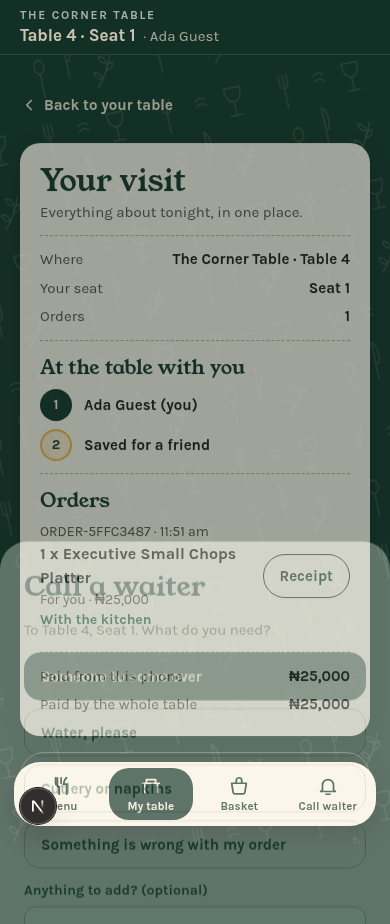 THE CORNER TABLE
Table 4 · Seat 1 · Ada Guest
Back to your table
Your visit
Everything about tonight, in one place.
Where The Corner Table · Table 4
Your seat Seat 1
Orders 1
At the table with you
1 Ada Guest (you)
2 Saved for a friend
Orders
ORDER-5FFC3487 · 11:51 am
1 x Executive Small Chops
Platter
Receipt
For you · ₦25,000
With the kitchen
Call a waiter
To Table 4, Seat 1. What do you need?
Paid from this phone ₦25,000
Paid by the whole table ₦25,000
Water, please
Cutlery or napkins
enu
My table
Basket
Call waiter
N
Something is wrong with my order
Anything to add? (optional)